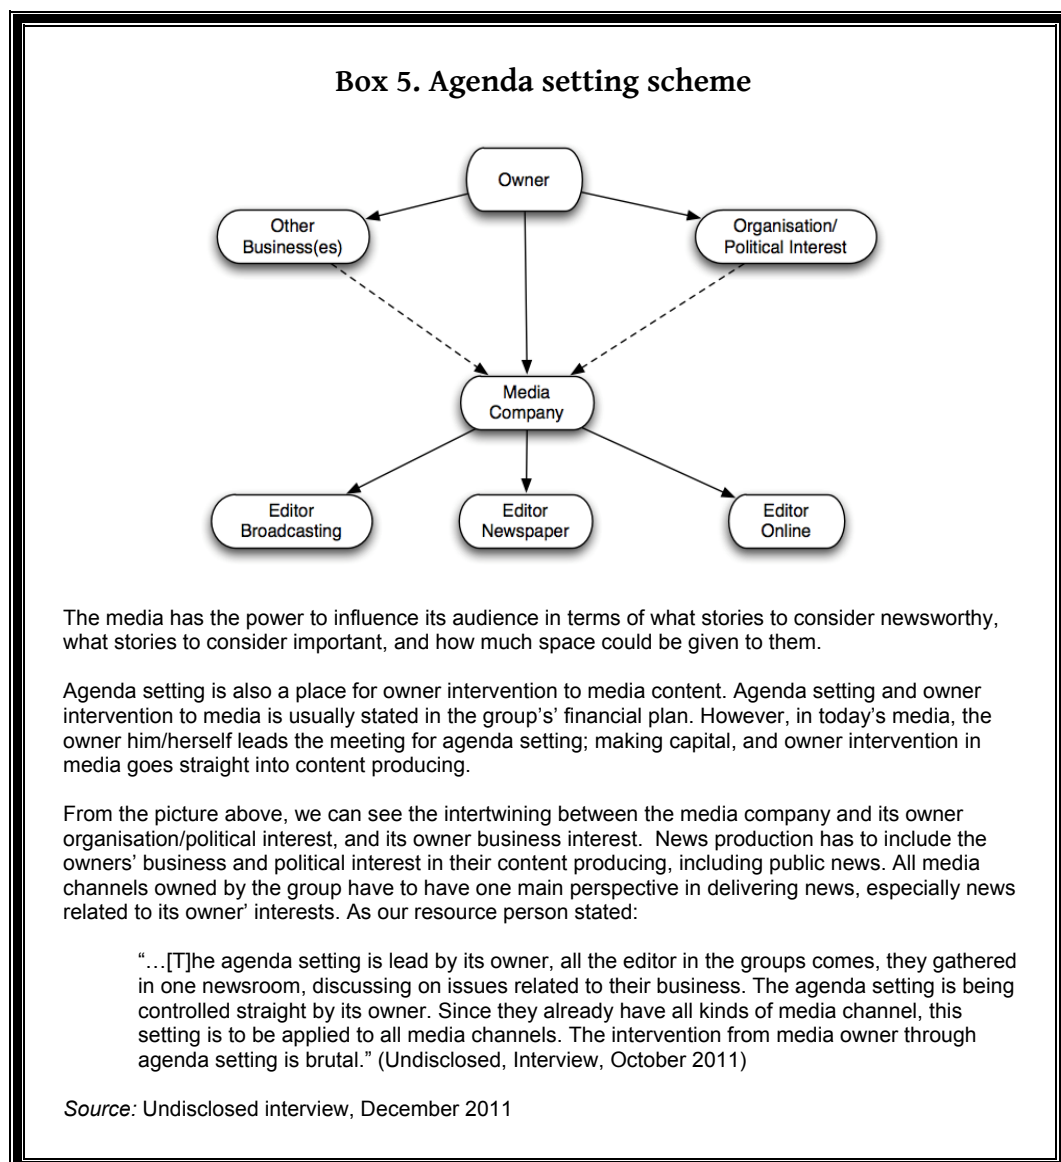 Box 5. Agenda setting scheme
Owner
Other
Business(es)
Organisation/
Political Interest
Media
Company
Editor
Broadcasting
Editor
Newspaper
Editor
Online
The media has the power to influence its audience in terms of what stories to consider newsworthy,
what stories to consider important, and how much space could be given to them.
Agenda setting is also a place for owner intervention to media content. Agenda setting and owner
intervention to media is usually stated in the group's' financial plan. However, in today's media, the
owner him/herself leads the meeting for agenda setting; making capital, and owner intervention in
media goes straight into content producing.
From the picture above, we can see the intertwining between the media company and its owner
organisation/political interest, and its owner business interest.  News production has to include the
owners' business and political interest in their content producing, including public news. All media
channels owned by the group have to have one main perspective in delivering news, especially news
related to its owner' interests. As our resource person stated:
“…[T]he agenda setting is lead by its owner, all the editor in the groups comes, they gathered
in one newsroom, discussing on issues related to their business. The agenda setting is being
controlled straight by its owner. Since they already have all kinds of media channel, this
setting is to be applied to all media channels. The intervention from media owner through
agenda setting is brutal.” (Undisclosed, Interview, October 2011)
Source: Undisclosed interview, December 2011